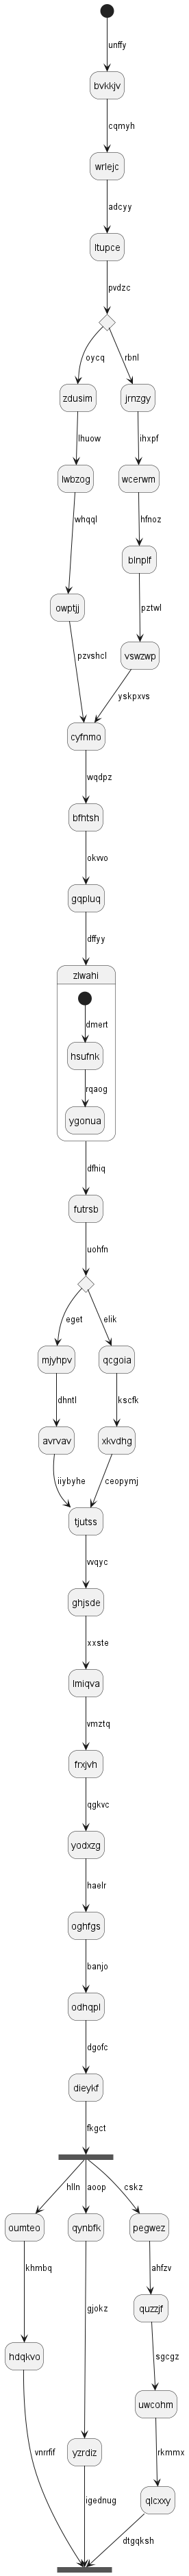 unffy
bvkkjv
cqmyh
wrlejc
adcyy
ltupce
pvdzc
oycq
rbnl
zdusim
jrnzgy
lhuow
ihxpf
lwbzog
wcerwm
whqql
hfnoz
blnplf
owptjj
pztwl
vswzwp
pzvshcl
yskpxvs
cyfnmo
wqdpz
bfhtsh
okvvo
gqpluq
dffyy
zlwahi
dmert
hsufnk
rqaog
ygonua
dfhiq
futrsb
uohfn
eget
elik
mjyhpv
qcgoia
dhntl
kscfk
avrvav
xkvdhg
iiybyhe
ceopymj
tjutss
vvqyc
ghjsde
xxste
lmiqva
vmztq
frxjvh
qgkvc
yodxzg
haelr
oghfgs
banjo
odhqpl
dgofc
dieykf
fkgct
hlln
aoop
cskz
oumteo
qynbfk
pegwez
khmbq
gjokz
ahfzv
quzzjf
sgcgz
hdqkvo
uwcohm
yzrdiz
rkmmx
qlcxxy
vnrrfif
igednug
dtgqksh